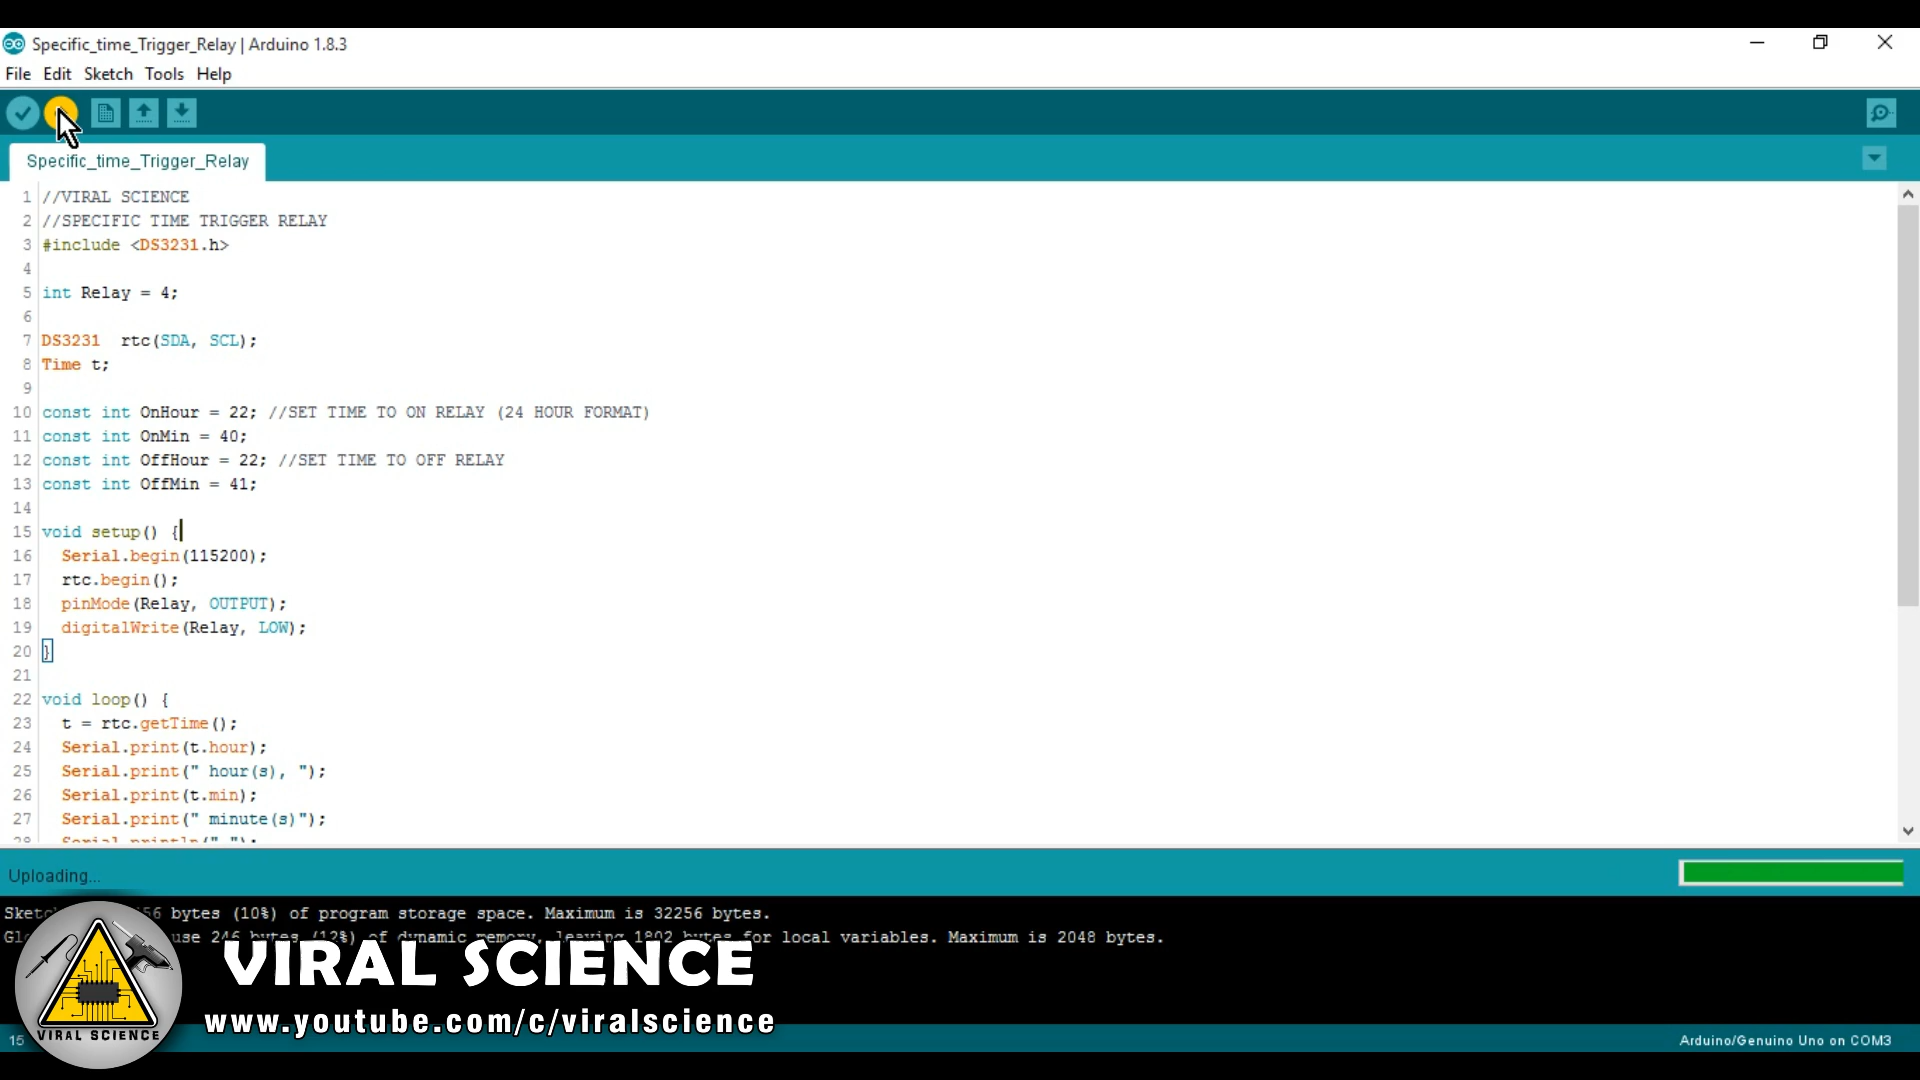 Specific_time_Trigger_Relay | Arduino 1.8.3
File Edit Sketch Tools Help
Specific_time_Trigger_Relay
1 //VIRAL SCIENCE
2 //SPECIFIC TIME TRIGGER RELAY
3 #include <DS3231.h>
4
5 int Relay = 4;
6
7 DS3231  rtc(SDA, SCL);
8 Time t;
9
10 const int OnHour = 22; //SET TIME TO ON RELAY (24 HOUR FORMAT)
11 const int OnMin = 40;
12 const int OffHour = 22; //SET TIME TO OFF RELAY
13 const int OffMin = 41;
14
15 void setup() {
16   Serial.begin(115200);
17   rtc.begin();
18   pinMode(Relay, OUTPUT);
19   digitalWrite(Relay, LOW);
20 }
21
22 void loop() {
23   t = rtc.getTime();
24   Serial.print(t.hour);
25   Serial.print(" hour(s), ");
26   Serial.print(t.min);
27   Serial.print(" minute(s)");
28   Serial.println(" ");
Uploading...
bytes (10%) of program storage space. Maximum is 32256 bytes.
use 246 bytes (12%) of dynamic memory, leaving 1802 bytes for local variables. Maximum is 2048 bytes.
VIRAL SCIENCE
www.youtube.com/c/viralscience
VIRAL SCIENCE
15
Arduino/Genuino Uno on COM3